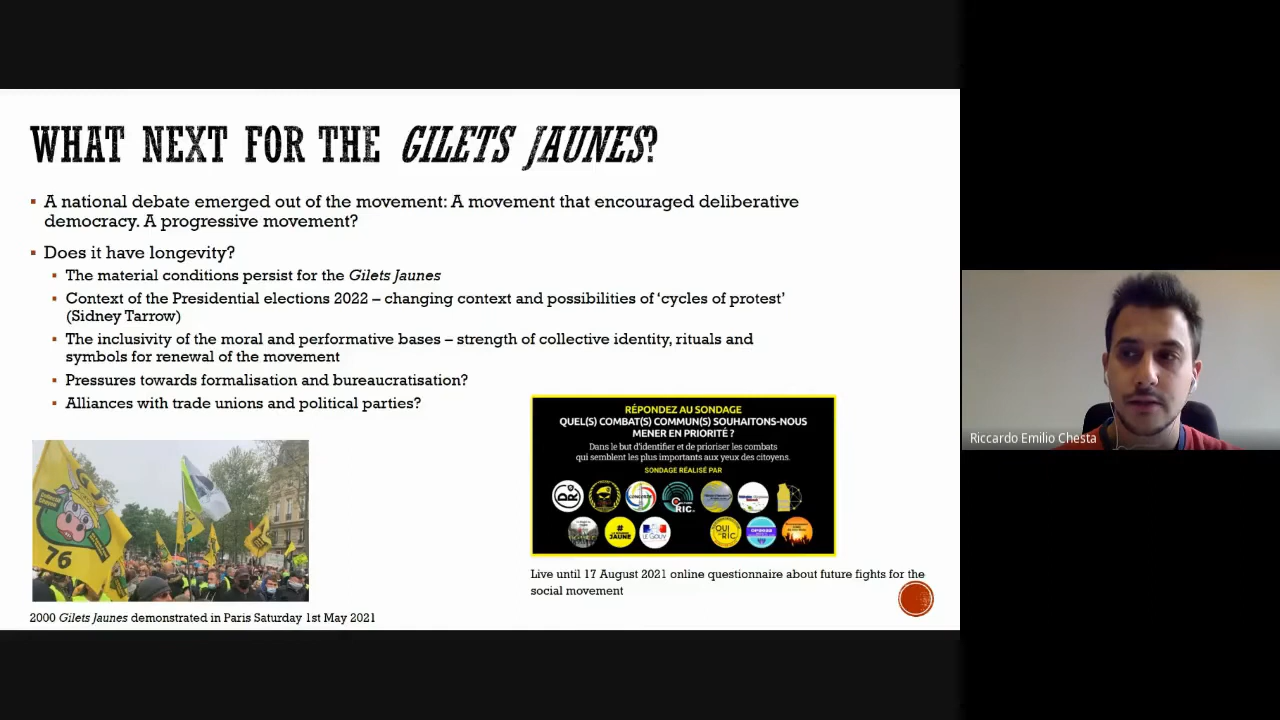 WHAT NEXT FOR THE GILETS JAUNES?
▪ A national debate emerged out of the movement: A movement that encouraged deliberative
democracy. A progressive movement?
▪ Does it have longevity?
▪ The material conditions persist for the Gilets Jaunes
▪ Context of the Presidential elections 2022 – changing context and possibilities of ‘cycles of protest’
(Sidney Tarrow)
▪ The inclusivity of the moral and performative bases – strength of collective identity, rituals and
symbols for renewal of the movement
▪ Pressures towards formalisation and bureaucratisation?
▪ Alliances with trade unions and political parties?
76
2000 Gilets Jaunes demonstrated in Paris Saturday 1st May 2021
RÉPONDEZ AU SONDAGE
QUEL(S) COMBAT(S) COMMUN(S) SOUHAITONS-NOUS
MENER EN PRIORITÉ ?
Dans le but d'identifier et de prioriser les combats
qui semblent les plus importants aux yeux des citoyens.
SONDAGE RÉALISÉ PAR
RIC
# JAUNE
LE GOUV
OUI RIC
Live until 17 August 2021 online questionnaire about future fights for the
social movement
Riccardo Emilio Chesta